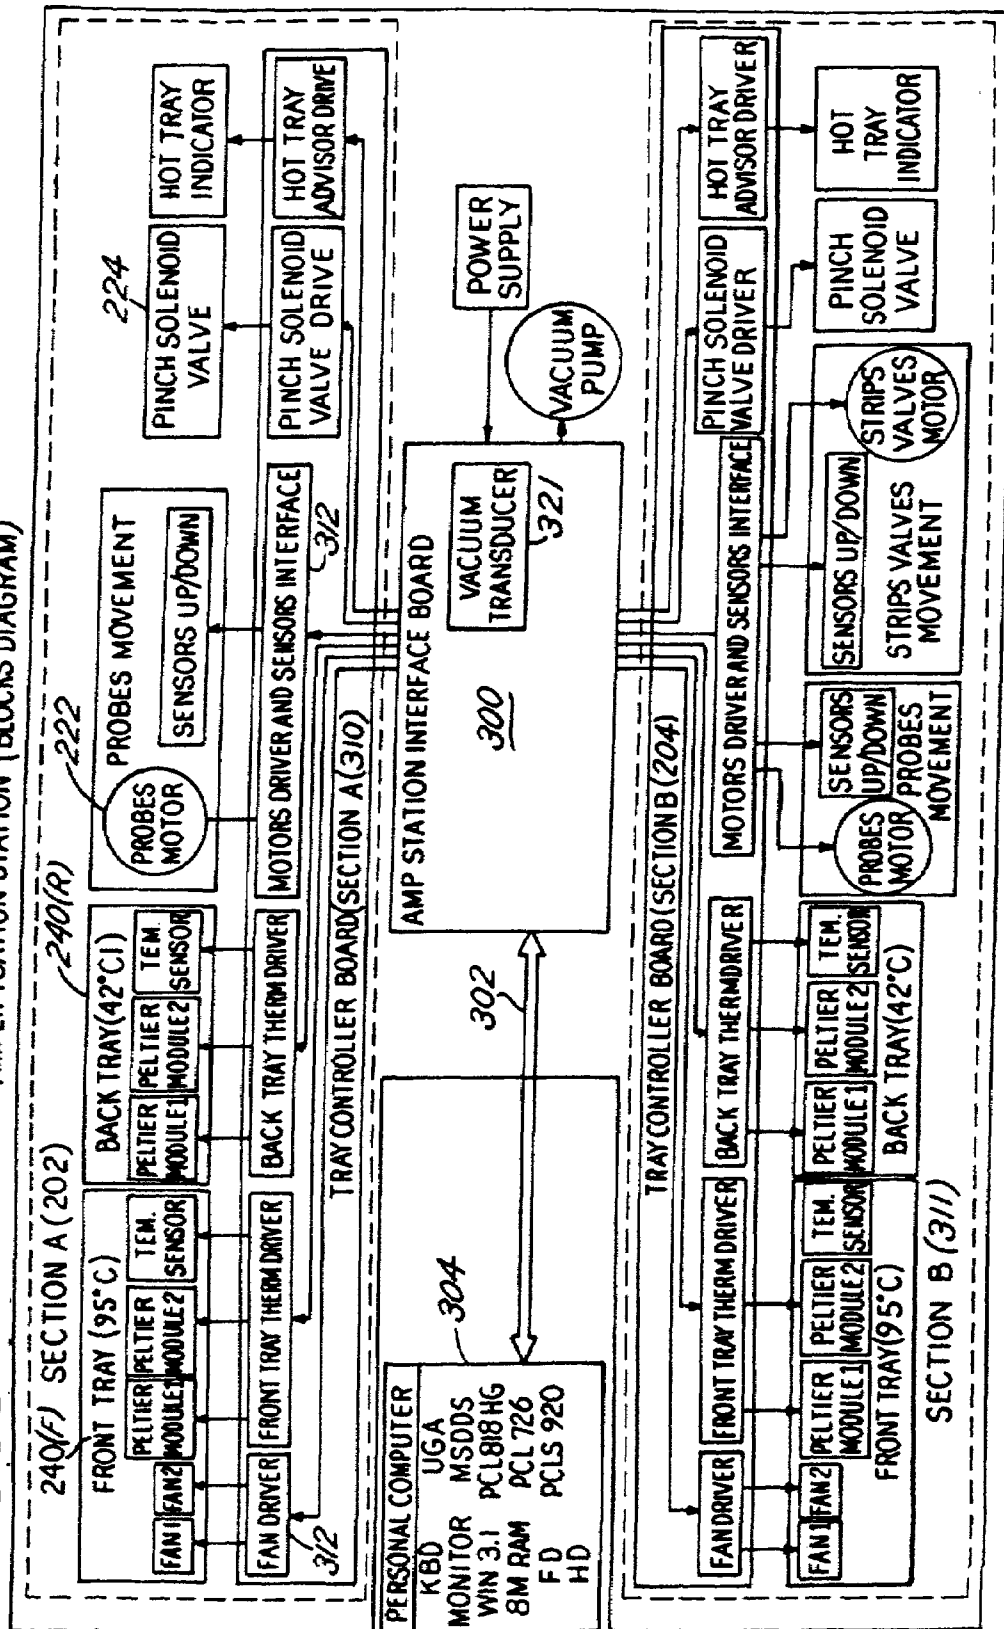 AMPLIFICATION STATION (BLOCKS DIAGRAM)
240(F)
SECTION A (202)
240(R)
222
224
FRONT TRAY (95°C)
FAN1
FAN2
PELTIER
MODULE1
PELTIER
MODULE2
TEM.
SENSOR
BACK TRAY(42°C)
PELTIER
MODULE1
PELTIER
MODULE2
TEM.
SENSOR
PROBES MOVEMENT
PROBES
MOTOR
SENSORS UP/DOWN
PINCH SOLENOID
VALVE
HOT TRAY
INDICATOR
FAN DRIVER
312
FRONT TRAY THERM DRIVER
BACK TRAY THERM DRIVER
MOTORS DRIVER AND SENSORS INTERFACE
312
PINCH SOLENOID
VALVE DRIVE
HOT TRAY
ADVISOR DRIVE
TRAY CONTROLLER BOARD(SECTION A(310)
PERSONAL COMPUTER
KBD
MONITOR
WIN 3.1
8M RAM
FD
HD
UGA
MSDDS
PCL818HG
PCL 726
PCLS 920
304
302
AMP STATION INTERFACE BOARD
300
VACUUM
TRANSDUCER
321
POWER
SUPPLY
VACUUM
PUMP
TRAY CONTROLLER BOARD(SECTION B(204)
FAN DRIVER
FRONT TRAY THERM DRIVER
BACK TRAY THERMDRIVER
MOTORS DRIVER AND SENSORS INTERFACE
PINCH SOLENOID
VALVE DRIVER
HOT TRAY
ADVISOR DRIVER
FAN1
FAN2
PELTIER
MODULE1
PELTIER
MODULE2
TEM.
SENSOR
FRONT TRAY(95°C)
PELTIER
MODULE1
PELTIER
MODULE2
TEM.
SENSOR
BACK TRAY(42°C)
PROBES
MOTOR
SENSORS
UP/DOWN
PROBES
MOVEMENT
SENSORS UP/DOWN
STRIPS
VALVES
MOTOR
STRIPS VALVES
MOVEMENT
PINCH
SOLENOID
VALVE
HOT
TRAY
INDICATOR
SECTION B (311)